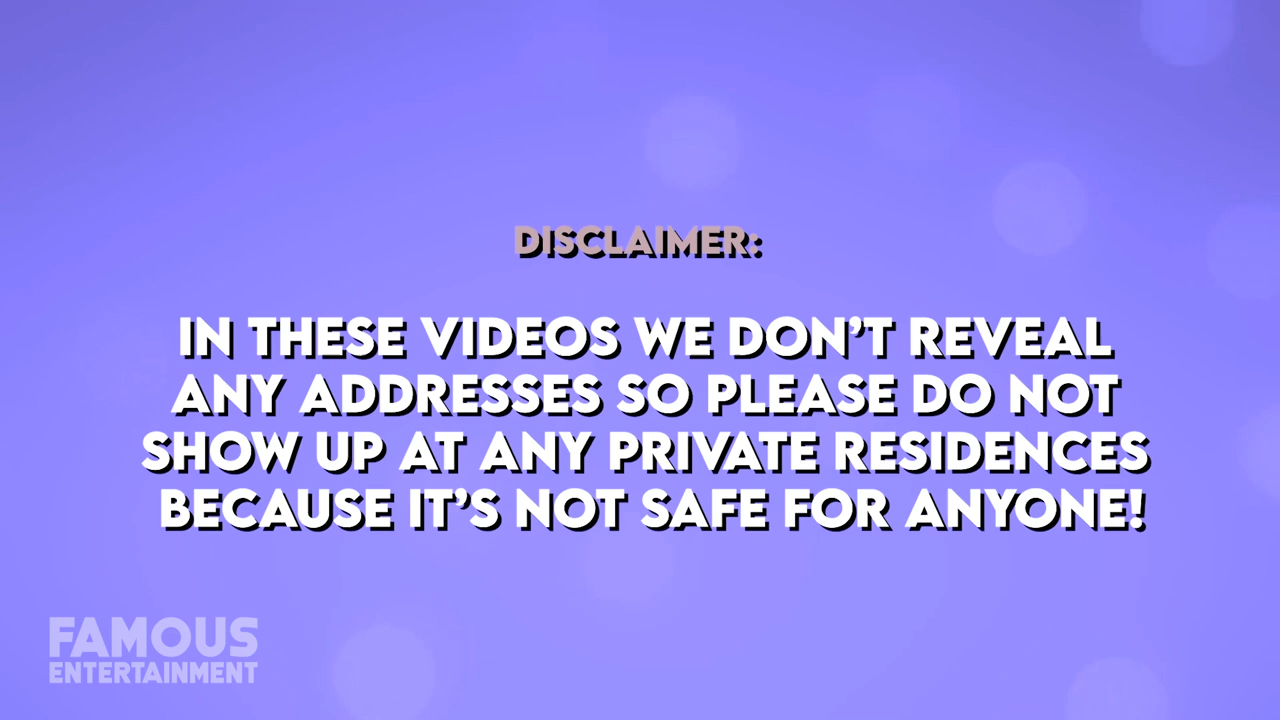 DISCLAIMER:
IN THESE VIDEOS WE DON’T REVEAL
ANY ADDRESSES SO PLEASE DO NOT
SHOW UP AT ANY PRIVATE RESIDENCES
BECAUSE IT’S NOT SAFE FOR ANYONE!
FAMOUS
ENTERTAINMENT